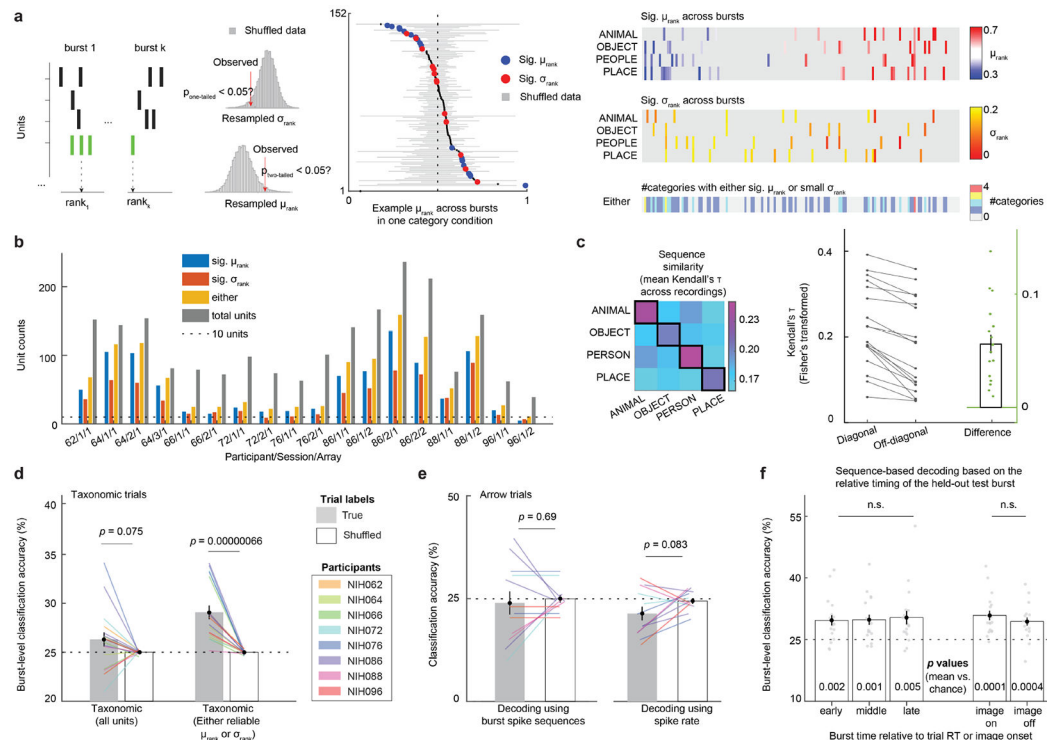 a
burst 1
burst k
Units
...
...
rank1
rankk
Shuffled data
Observed
pone-tailed < 0.05?
Resampled σrank
Observed
ptwo-tailed < 0.05?
Resampled μrank
152
1
0
1
Sig. μrank
Sig. σrank
Shuffled data
Example μrank across bursts
in one category condition
Sig. μrank across bursts
ANIMAL
OBJECT
PEOPLE
PLACE
0.7
μrank
0.3
Sig. σrank across bursts
ANIMAL
OBJECT
PEOPLE
PLACE
0.2
σrank
0
#categories with either sig. μrank or small σrank
Either
4
#categories
0
b
sig. μrank
sig. σrank
either
total units
10 units
200
100
0
Unit counts
62/1/1
64/1/1
64/2/1
64/3/1
66/1/1
66/2/1
72/1/1
72/2/1
76/1/1
76/2/1
86/1/1
86/1/2
86/2/1
86/2/2
88/1/1
88/1/2
96/1/1
96/1/2
Participant/Session/Array
c
Sequence
similarity
(mean Kendall's τ
across recordings)
ANIMAL
OBJECT
PERSON
PLACE
ANIMAL
OBJECT
PERSON
PLACE
0.23
0.17
0.4
0.2
0
Kendall's τ
(Fisher's transformed)
Diagonal
Off-diagonal
Difference
0.1
0
d
Taxonomic trials
Burst-level classification accuracy (%)
40
35
30
25
20
p = 0.075
p = 0.00000066
Taxonomic
(all units)
Taxonomic
(Either reliable
μrank or σrank)
Trial labels
True
Shuffled
Participants
NIH062
NIH064
NIH066
NIH072
NIH076
NIH086
NIH088
NIH096
e
Arrow trials
Classification accuracy (%)
50
25
0
p = 0.69
p = 0.083
Decoding using
burst spike sequences
Decoding using
spike rate
f
Sequence-based decoding based on the
relative timing of the held-out test burst
Burst-level classification accuracy (%)
55
40
25
10
n.s.
n.s.
0.002
0.001
0.005
p values
(mean vs.
chance)
0.0001
0.0004
early
middle
late
image
on
image
off
Burst time relative to trial RT or image onset